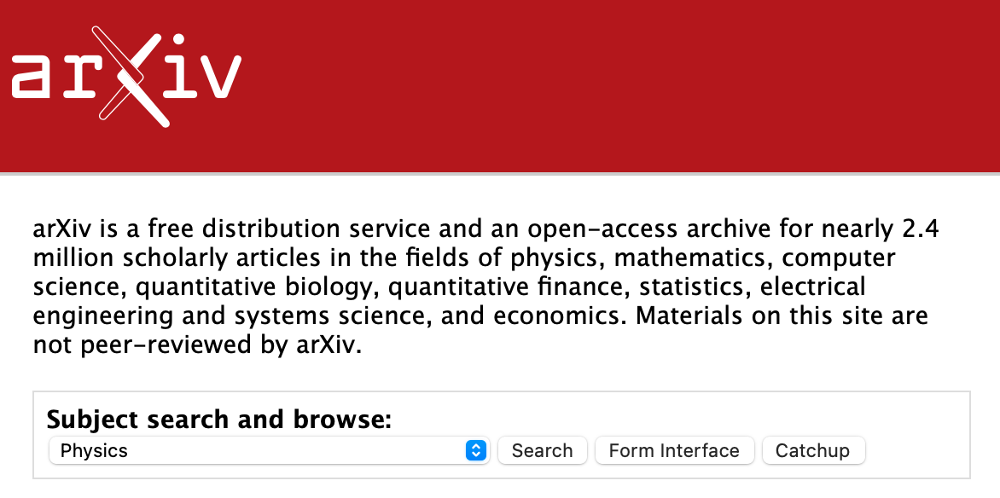 arXiv
arXiv is a free distribution service and an open-access archive for nearly 2.4
million scholarly articles in the fields of physics, mathematics, computer
science, quantitative biology, quantitative finance, statistics, electrical
engineering and systems science, and economics. Materials on this site are
not peer-reviewed by arXiv.
Subject search and browse:
Physics Search Form Interface Catchup